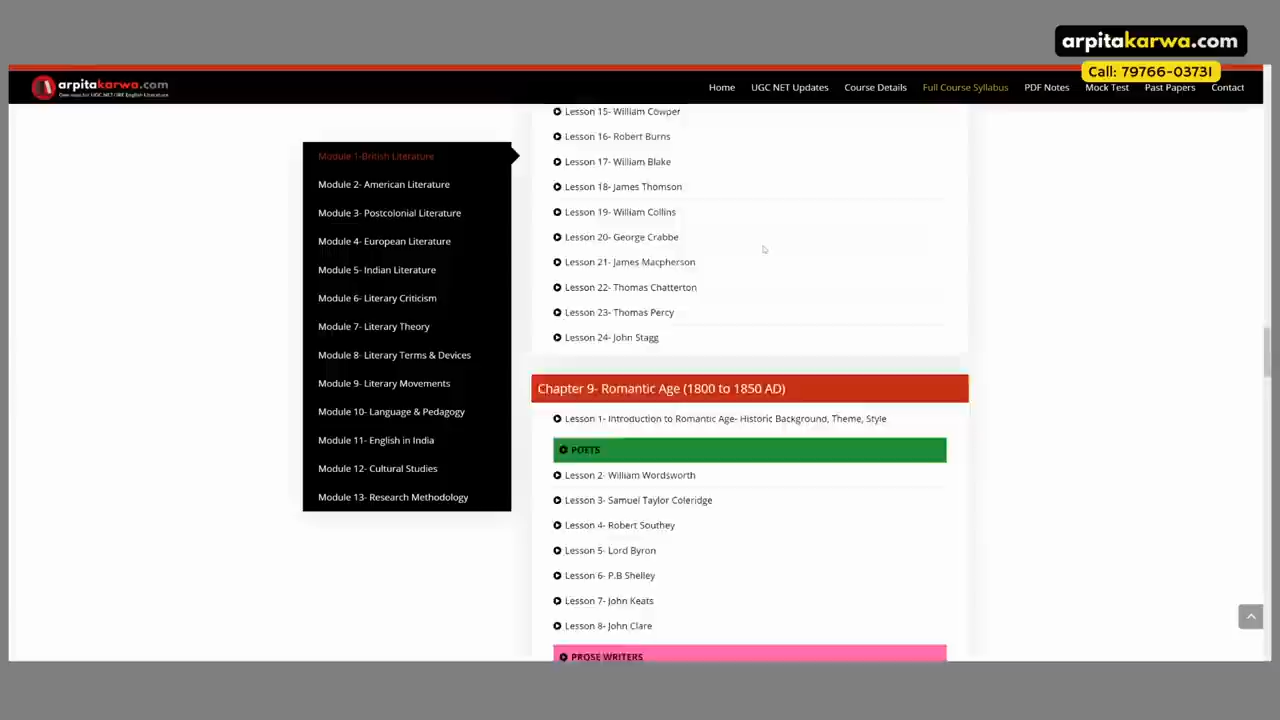 arpitakarwa.com
Call: 79766-03731
arpitakarwa.com
Home
UGC NET Updates
Course Details
Full Course Syllabus
PDF Notes
Mock Test
Past Papers
Contact
Module 1-British Literature
Module 2- American Literature
Module 3- Postcolonial Literature
Module 4- European Literature
Module 5- Indian Literature
Module 6- Literary Criticism
Module 7- Literary Theory
Module 8- Literary Terms & Devices
Module 9- Literary Movements
Module 10- Language & Pedagogy
Module 11- English in India
Module 12- Cultural Studies
Module 13- Research Methodology
Lesson 15- William Cowper
Lesson 16- Robert Burns
Lesson 17- William Blake
Lesson 18- James Thomson
Lesson 19- William Collins
Lesson 20- George Crabbe
Lesson 21- James Macpherson
Lesson 22- Thomas Chatterton
Lesson 23- Thomas Percy
Lesson 24- John Stagg
Chapter 9- Romantic Age (1800 to 1850 AD)
Lesson 1- Introduction to Romantic Age- Historic Background, Theme, Style
POETS
Lesson 2- William Wordsworth
Lesson 3- Samuel Taylor Coleridge
Lesson 4- Robert Southey
Lesson 5- Lord Byron
Lesson 6- P.B Shelley
Lesson 7- John Keats
Lesson 8- John Clare
PROSE WRITERS